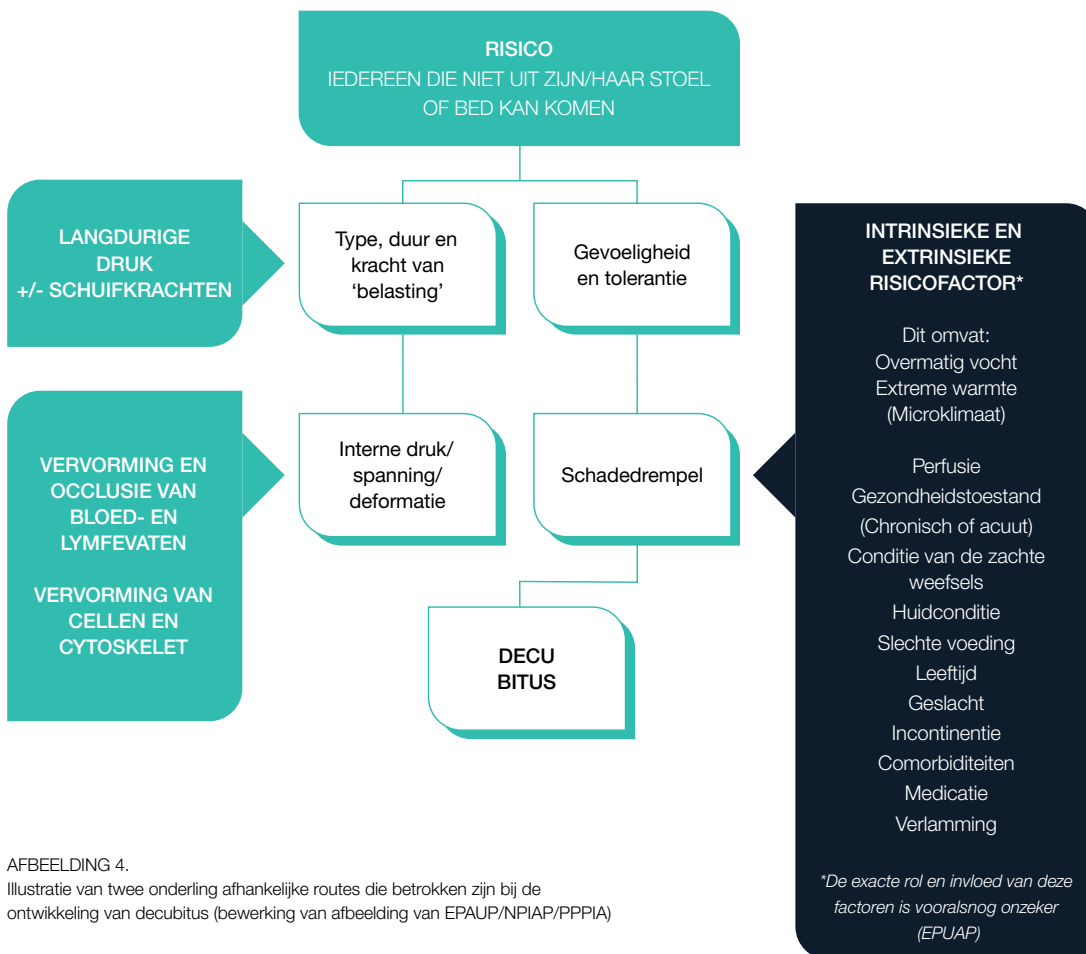 RISICO
IEDEREEN DIE NIET UIT ZIJN/HAAR STOEL
OF BED KAN KOMEN
LANGDURIGE
DRUK
+/- SCHUIFKRACHTEN
Type, duur en
kracht van
‘belasting’
Gevoeligheid
en tolerantie
VERVORMING EN
OCCLUSIE VAN
BLOED- EN
LYMFEVATEN
VERVORMING VAN
CELLEN EN
CYTOSKELET
Interne druk/
spanning/
deformatie
Schadedrempel
DECU
BITUS
INTRINSIEKE EN
EXTRINSIEKE
RISICOFACTOR*
Dit omvat:
Overmatig vocht
Extreme warmte
(Microklimaat)
Perfusie
Gezondheidstoestand
(Chronisch of acuut)
Conditie van de zachte
weefsels
Huidconditie
Slechte voeding
Leeftijd
Geslacht
Incontinentie
Comorbiditeiten
Medicatie
Verlamming
*De exacte rol en invloed van deze
factoren is vooralsnog onzeker
(EPUAP)
AFBEELDING 4.
Illustratie van twee onderling afhankelijke routes die betrokken zijn bij de
ontwikkeling van decubitus (bewerking van afbeelding van EPAUP/NPIAP/PPPIA)